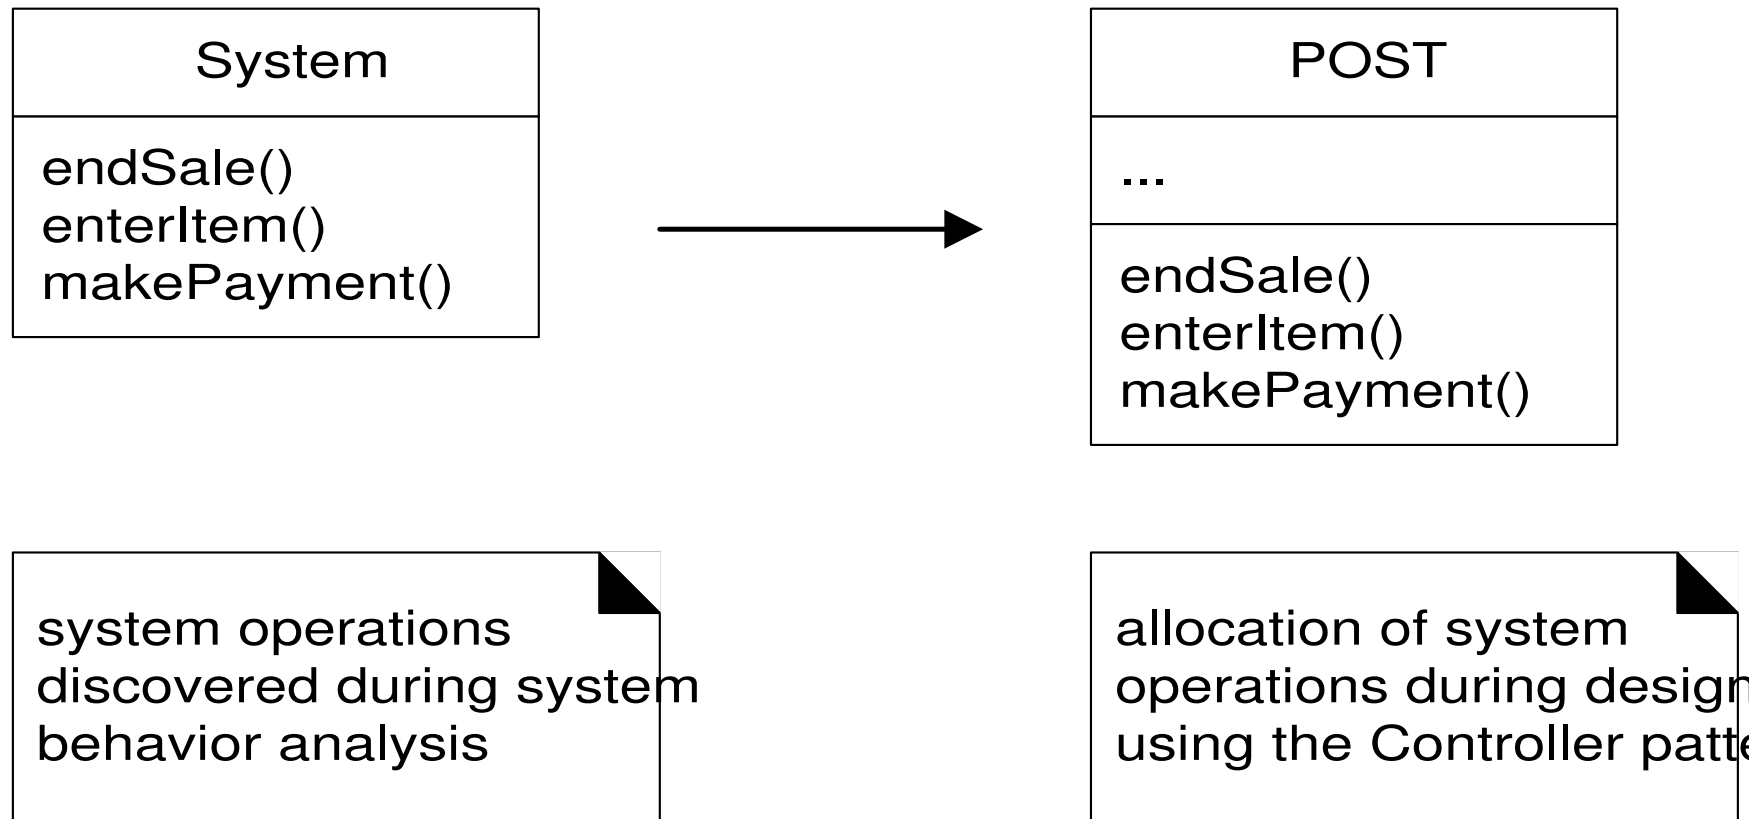 System
endSale()
enterItem()
makePayment()
POST
...
endSale()
enterItem()
makePayment()
system operations
discovered during system
behavior analysis
allocation of system
operations during design
using the Controller